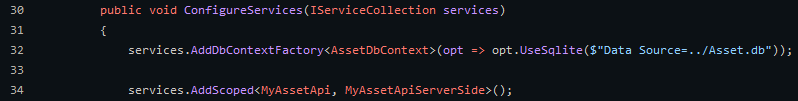 30 public void ConfigureServices(IServiceCollection services)
31 {
32 services.AddDbContextFactory<AssetDbContext>(opt => opt.UseSqlite($"Data Source=../Asset.db"));
33
34 services.AddScoped<MyAssetApi, MyAssetApiServerSide>();